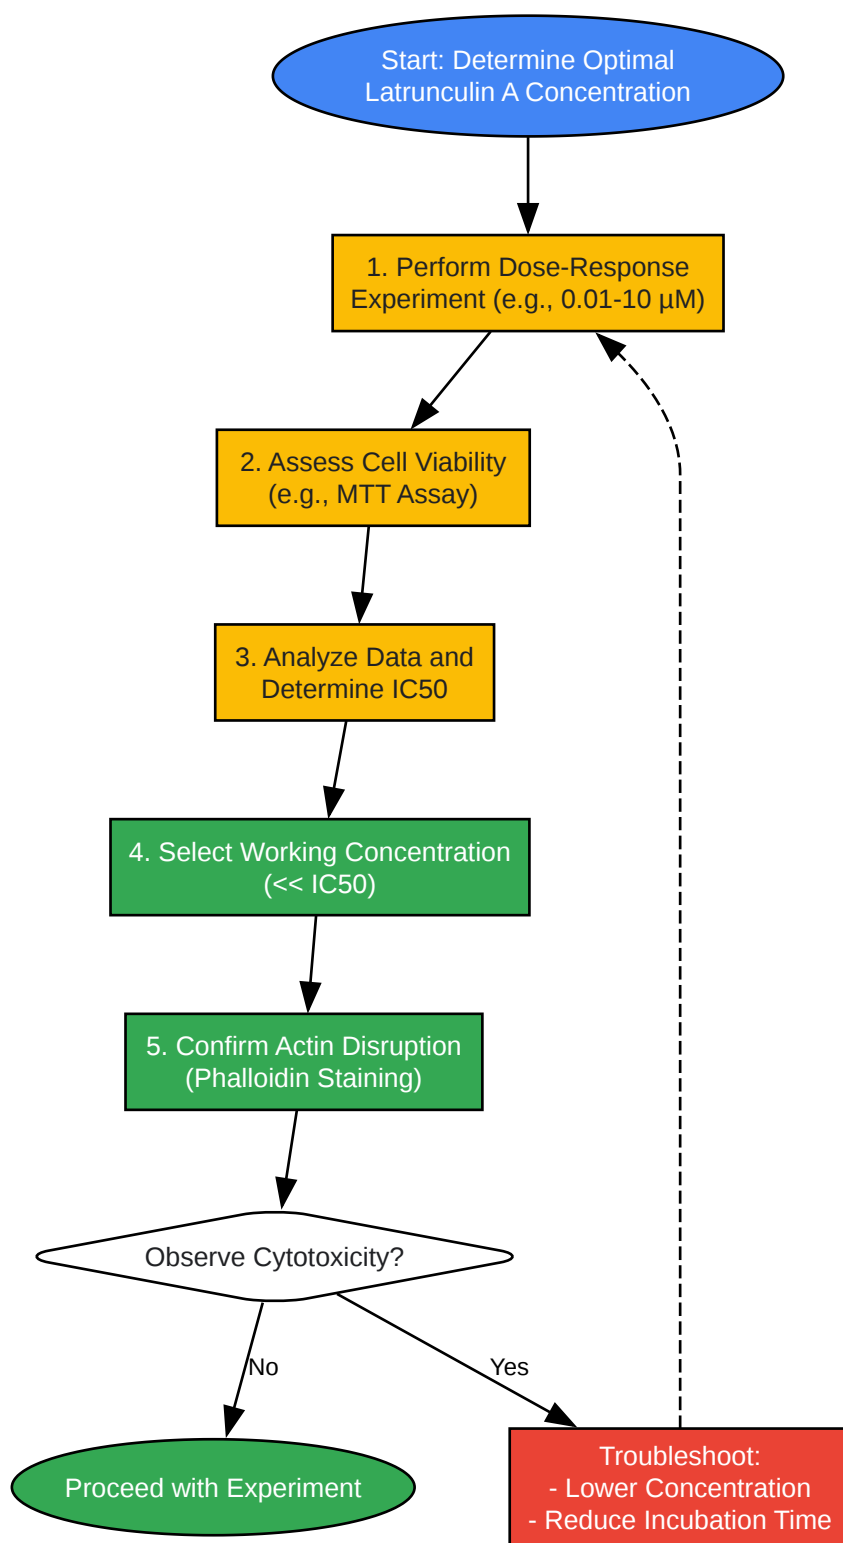 Start: Determine Optimal
Latrunculin A Concentration
1. Perform Dose-Response
Experiment (e.g., 0.01-10 µM)
2. Assess Cell Viability
(e.g., MTT Assay)
3. Analyze Data and
Determine IC50
4. Select Working Concentration
(<< IC50)
5. Confirm Actin Disruption
(Phalloidin Staining)
Observe Cytotoxicity?
No
Yes
Proceed with Experiment
Troubleshoot:
- Lower Concentration
- Reduce Incubation Time